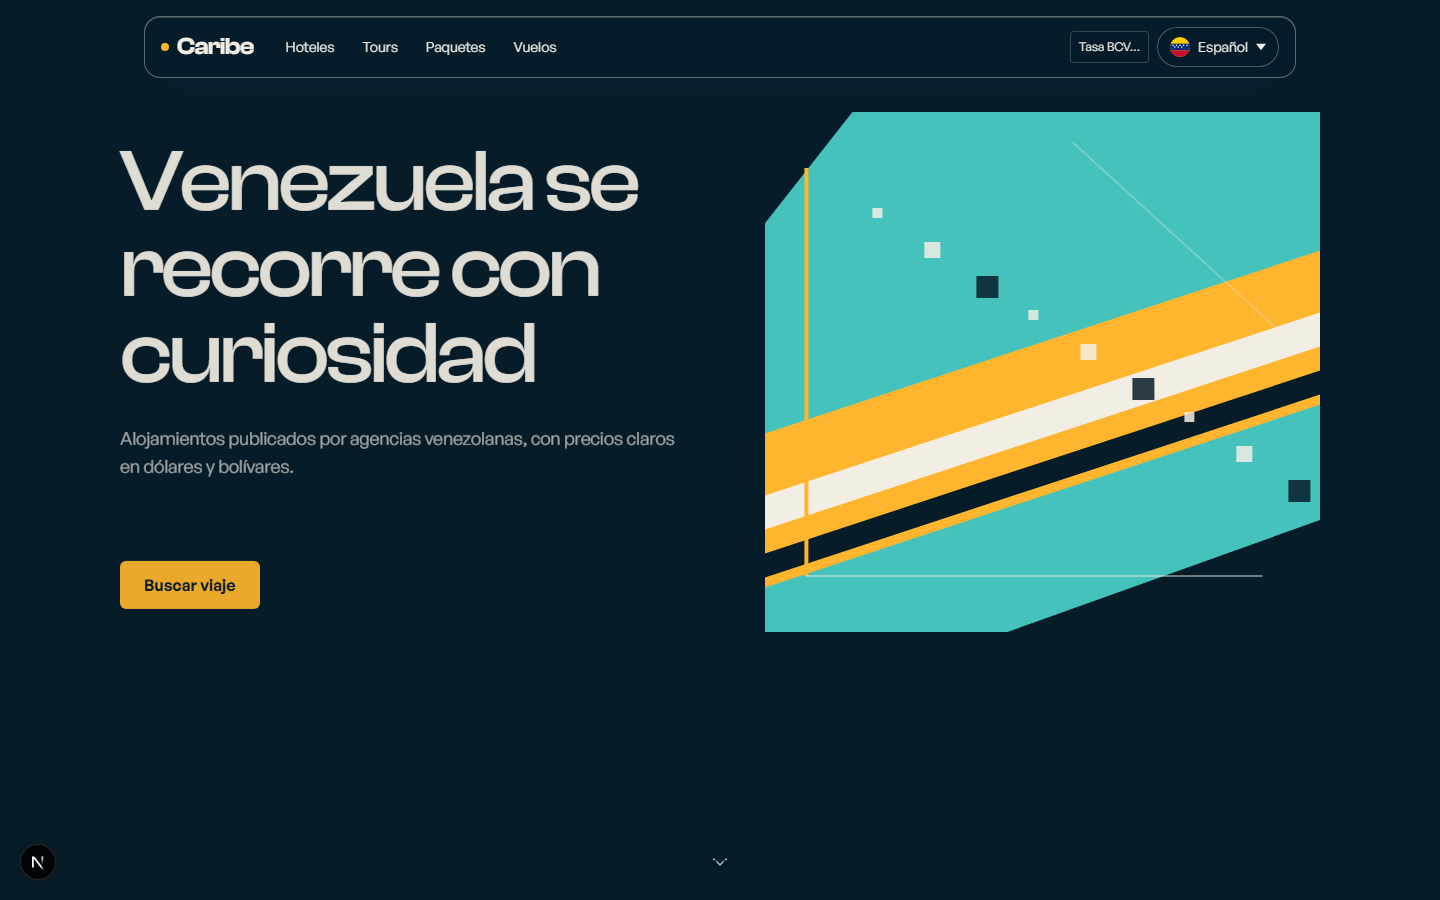 Caribe
Hoteles
Tours
Paquetes
Vuelos
Tasa BCV...
Español
Venezuela se
recorre con
curiosidad
Alojamientos publicados por agencias venezolanas, con precios claros
en dólares y bolívares.
Buscar viaje
N